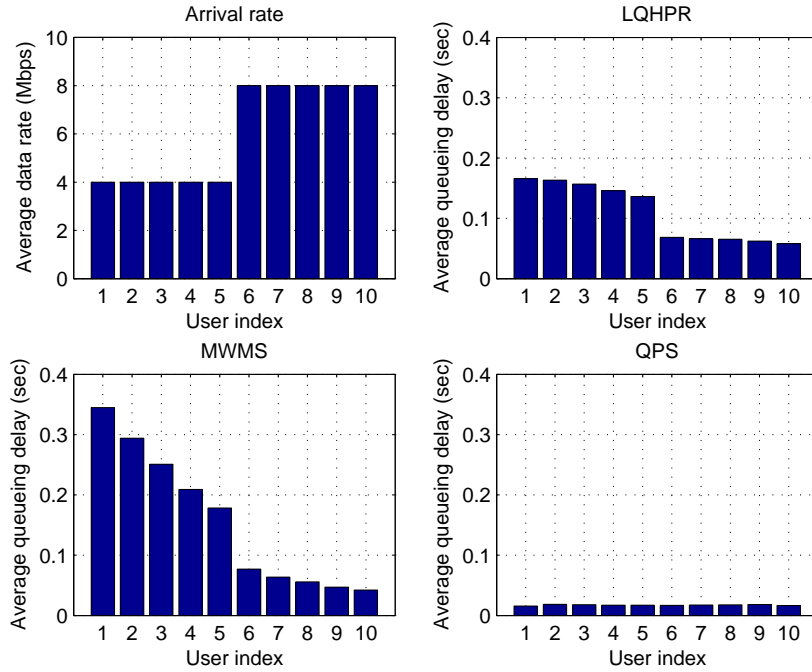 Arrival rate
Average data rate (Mbps)
10
8
6
4
2
0
1 2 3 4 5 6 7 8 9 10
User index
LQHPR
Average queueing delay (sec)
0.4
0.3
0.2
0.1
0
1 2 3 4 5 6 7 8 9 10
User index
MWMS
Average queueing delay (sec)
0.4
0.3
0.2
0.1
0
1 2 3 4 5 6 7 8 9 10
User index
QPS
Average queueing delay (sec)
0.4
0.3
0.2
0.1
0
1 2 3 4 5 6 7 8 9 10
User index